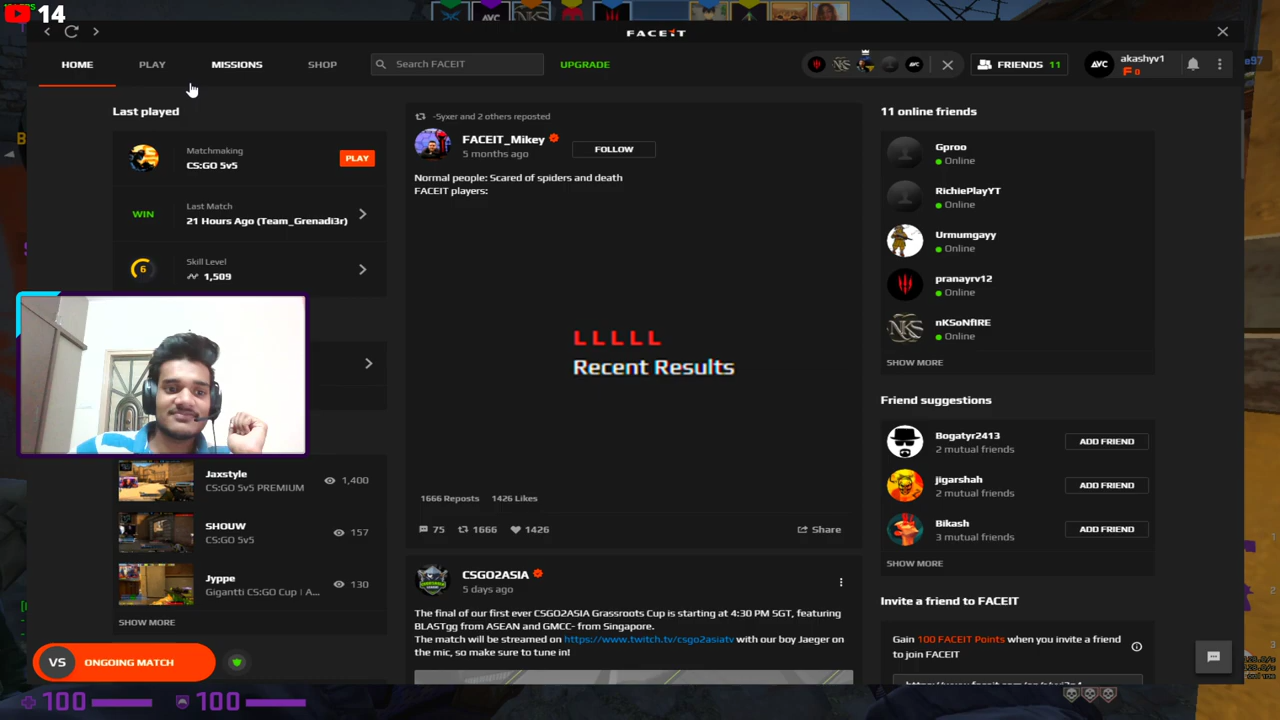 14
FACEIT
HOME
PLAY
MISSIONS
SHOP
Search FACEIT
UPGRADE
AVC
FRIENDS 11
AVC
akashyv1
0
Last played
Matchmaking
CS:GO 5v5
PLAY
WIN
Last Match
21 Hours Ago (Team_Grenadi3r)
6
Skill Level
1,509
Jaxstyle
CS:GO 5v5 PREMIUM
1,400
SHOUW
CS:GO 5v5
157
Jyppe
Gigantti CS:GO Cup I A...
130
SHOW MORE
VS
ONGOING MATCH
-Syxer and 2 others reposted
FACEIT_Mikey
5 months ago
FOLLOW
Normal people: Scared of spiders and death
FACEIT players:
L L L L L
Recent Results
1666 Reposts
1426 Likes
75
1666
1426
Share
CSGO2ASIA
5 days ago
The final of our first ever CSGO2ASIA Grassroots Cup is starting at 4:30 PM SGT, featuring
BLASTgg from ASEAN and GMCC- from Singapore.
The match will be streamed on https://www.twitch.tv/csgo2asiatv with our boy Jaeger on
the mic, so make sure to tune in!
11 online friends
Gproo
Online
RichiePlayYT
Online
Urmumgayy
Online
pranayrv12
Online
NKS
nKSoNfIRE
Online
SHOW MORE
Friend suggestions
Bogatyr2413
2 mutual friends
ADD FRIEND
jigarshah
2 mutual friends
ADD FRIEND
Bikash
3 mutual friends
ADD FRIEND
SHOW MORE
Invite a friend to FACEIT
Gain 100 FACEIT Points when you invite a friend
to join FACEIT
100
100